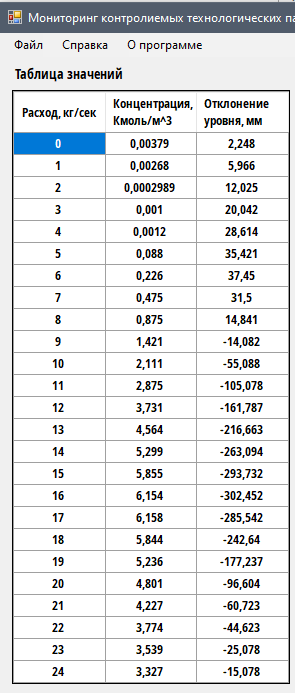 Мониторинг контролиемых технологических па
Файл Справка О программе
Таблица значений
Расход, кг/сек Концентрация, Кмоль/м^3 Отклонение уровня, мм
0 0,00379 2,248
1 0,00268 5,966
2 0,0002989 12,025
3 0,001 20,042
4 0,0012 28,614
5 0,088 35,421
6 0,226 37,45
7 0,475 31,5
8 0,875 14,841
9 1,421 -14,082
10 2,111 -55,088
11 2,875 -105,078
12 3,731 -161,787
13 4,564 -216,663
14 5,299 -263,094
15 5,855 -293,732
16 6,154 -302,452
17 6,158 -285,542
18 5,844 -242,64
19 5,236 -177,237
20 4,801 -96,604
21 4,227 -60,723
22 3,774 -44,623
23 3,539 -25,078
24 3,327 -15,078